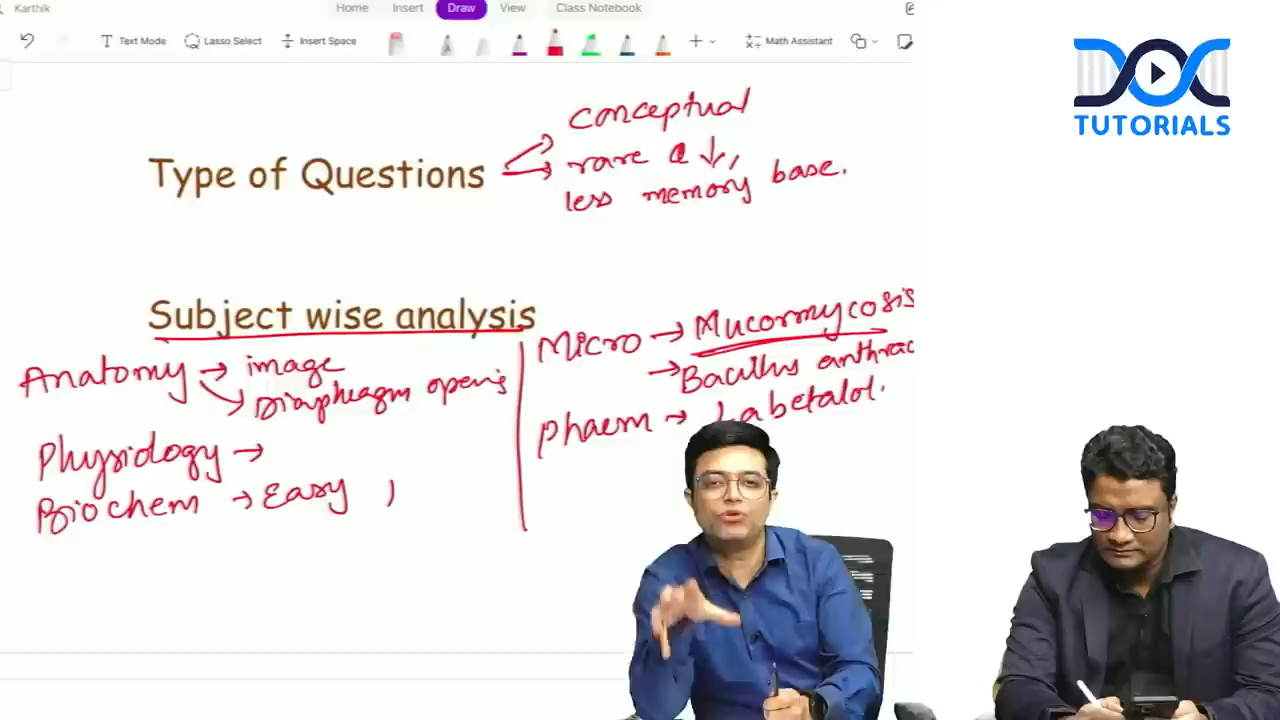 Karthik
Home Insert Draw View Class Notebook
Text Mode Lasso Select Insert Space Math Assistant
DOC
TUTORIALS
conceptual
Type of Questions
rare Q ↓,
less memory base.
Subject wise analysis
Anatomy → image
→ Diaphragm openis
Physiology →
Biochem → Easy ,
Micro → Mucormycosis
→ Bacillus anthrac
Pharm → Labetalol.